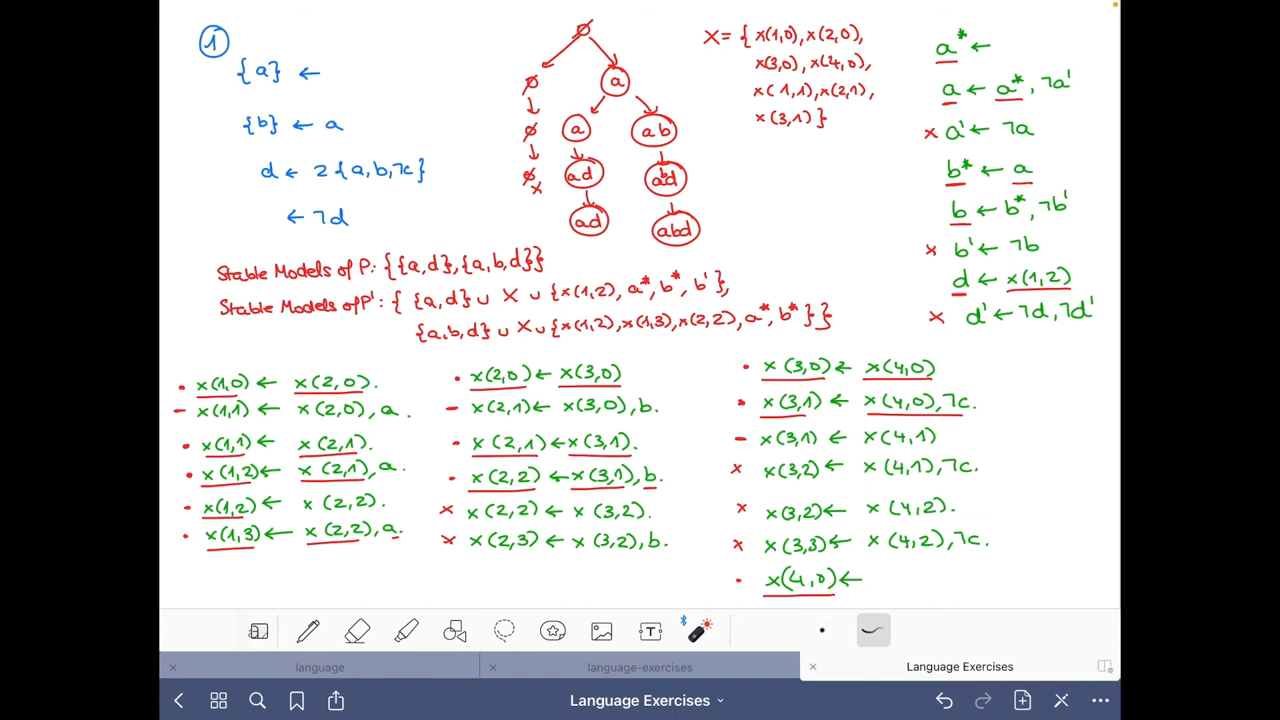 1
{a} ←
{b} ← a
d ← 2 {a, b, ¬c}
← ¬d
∅
∅ a
∅ a ab
∅ ad abd
x
ad abd
X = { x(1,0), x(2,0),
x(3,0), x(4,0),
x(1,1), x(2,1),
x(3,1) }
a* ←
a ← a*, ¬a'
x a' ← ¬a
b* ← a
b ← b*, ¬b'
x b' ← ¬b
d ← x(1,2)
x d' ← ¬d, ¬d'
Stable Models of P: {{a,d}, {a,b,d}}
Stable Models of P': { {a,d} ∪ X ∪ {x(1,2), a*, b*, b'},
{a,b,d} ∪ X ∪ {x(1,2), x(1,3), x(2,2), a*, b*} }
• x(1,0) ← x(2,0).
– x(1,1) ← x(2,0), a.
• x(1,1) ← x(2,1).
• x(1,2) ← x(2,1), a.
• x(1,2) ← x(2,2).
• x(1,3) ← x(2,2), a.
• x(2,0) ← x(3,0)
– x(2,1) ← x(3,0), b.
• x(2,1) ← x(3,1).
• x(2,2) ← x(3,1), b.
x x(2,2) ← x(3,2).
x x(2,3) ← x(3,2), b.
• x(3,0) ← x(4,0)
• x(3,1) ← x(4,0), ¬c.
– x(3,1) ← x(4,1)
x x(3,2) ← x(4,1), ¬c.
x x(3,2) ← x(4,2).
x x(3,3) ← x(4,2), ¬c.
• x(4,0) ←
T
language
language-exercises
Language Exercises
Language Exercises